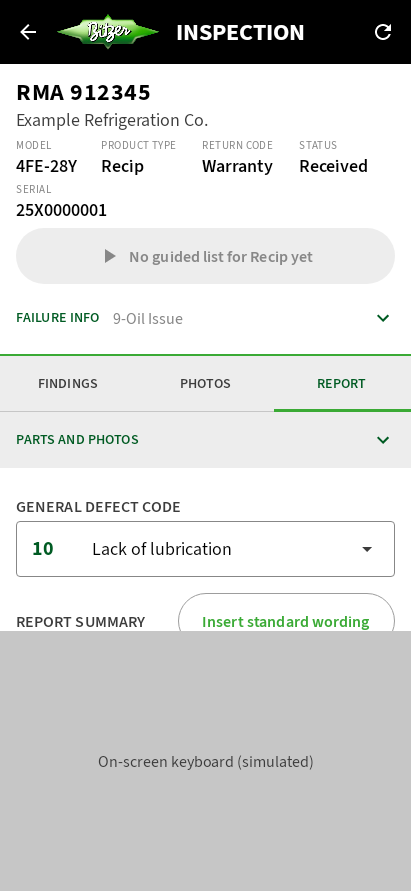 Bitzer INSPECTION
RMA 912345
Example Refrigeration Co.
MODEL PRODUCT TYPE RETURN CODE STATUS
4FE-28Y Recip Warranty Received
SERIAL
25X0000001
No guided list for Recip yet
FAILURE INFO 9-Oil Issue
FINDINGS PHOTOS REPORT
PARTS AND PHOTOS
GENERAL DEFECT CODE
10 Lack of lubrication
REPORT SUMMARY Insert standard wording
On-screen keyboard (simulated)